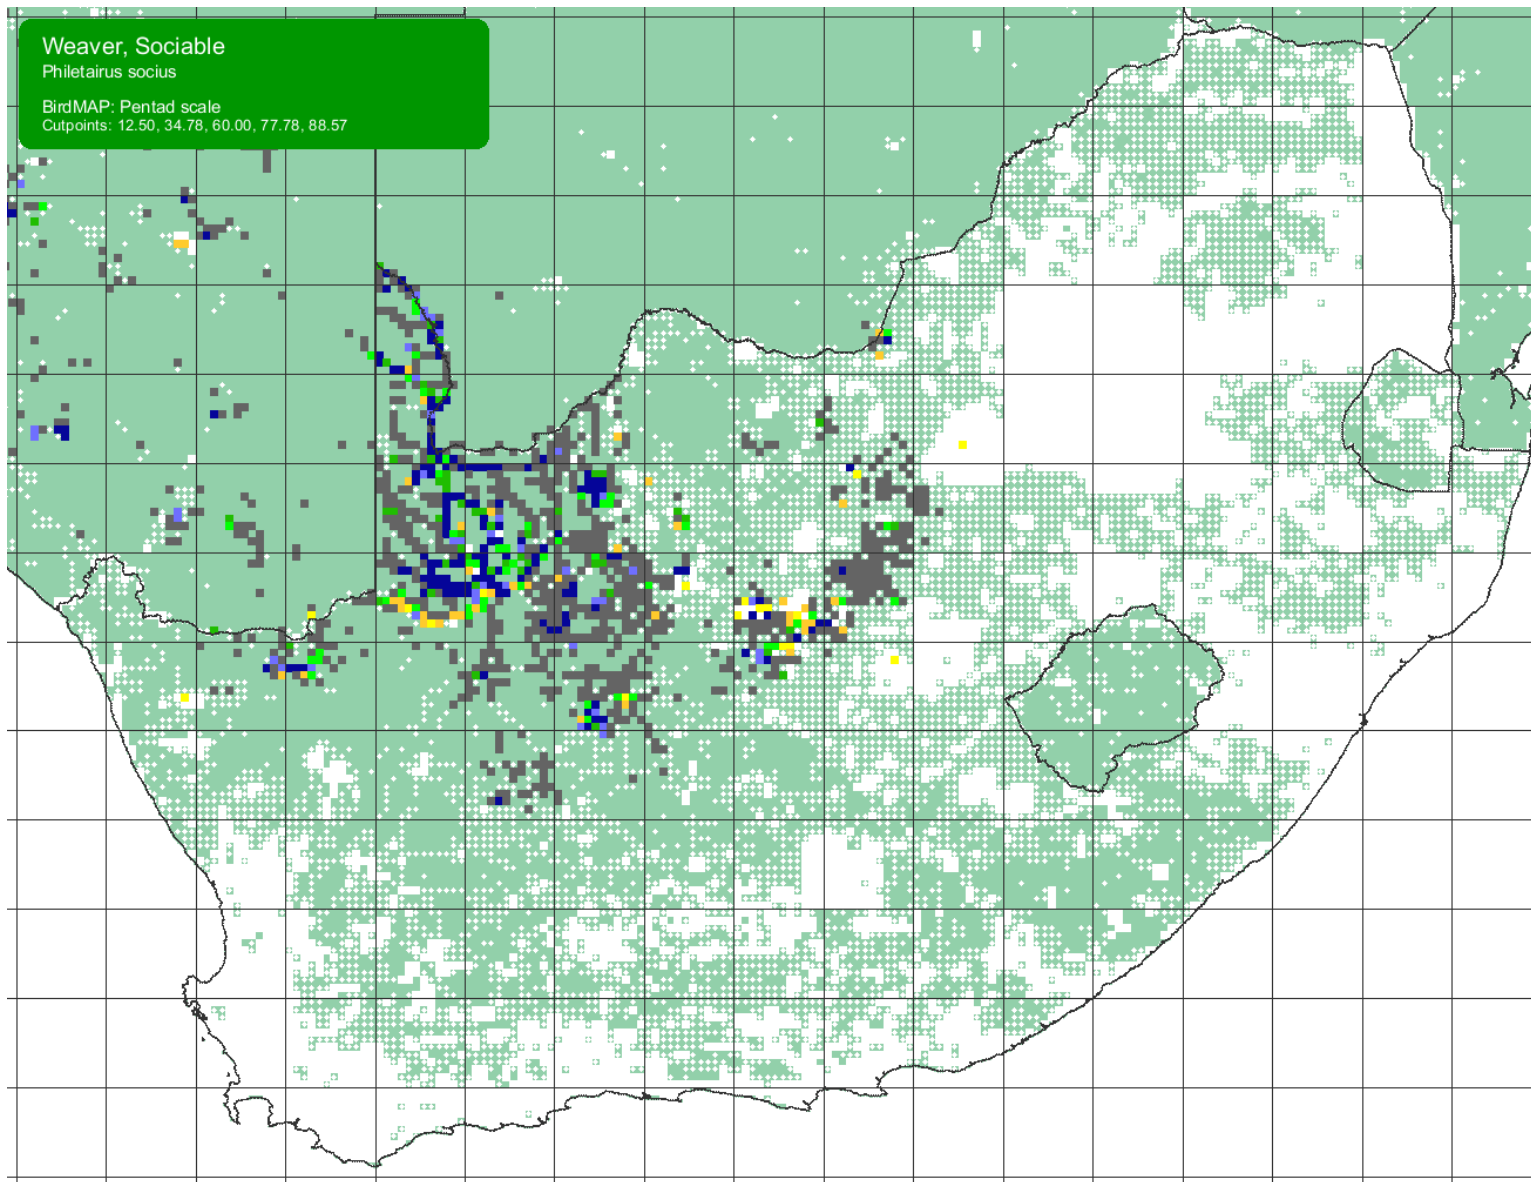 Weaver, Sociable
Philetairus socius
BirdMAP: Pentad scale
Cutpoints: 12.50, 34.78, 60.00, 77.78, 88.57